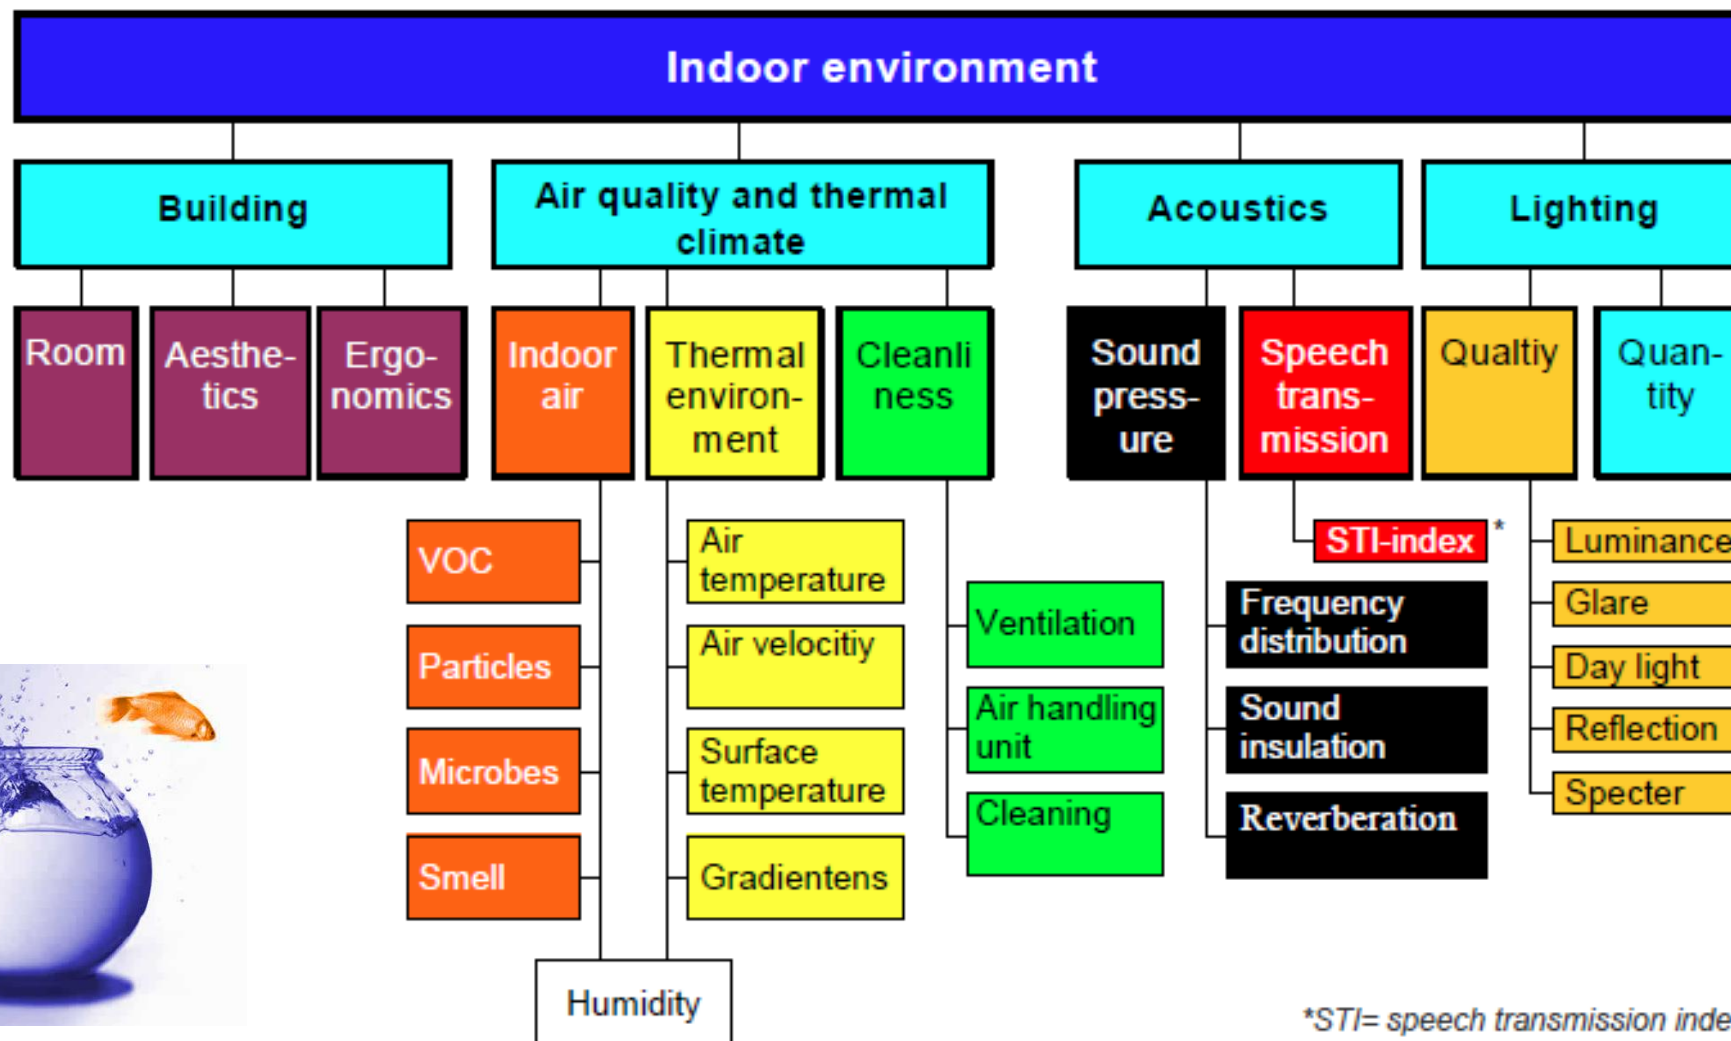 Indoor environment
Building
Air quality and thermal
climate
Acoustics
Lighting
Room
Aesthe-
tics
Ergo-
nomics
Indoor
air
Thermal
environ-
ment
Cleanli
ness
Sound
press-
ure
Speech
trans-
mission
Qualtiy
Quan-
tity
VOC
Particles
Microbes
Smell
Air
temperature
Air velocitiy
Surface
temperature
Gradientens
Humidity
Ventilation
Air handling
unit
Cleaning
STI-index *
Frequency
distribution
Sound
insulation
Reverberation
Luminance
Glare
Day light
Reflection
Specter
*STI= speech transmission inde